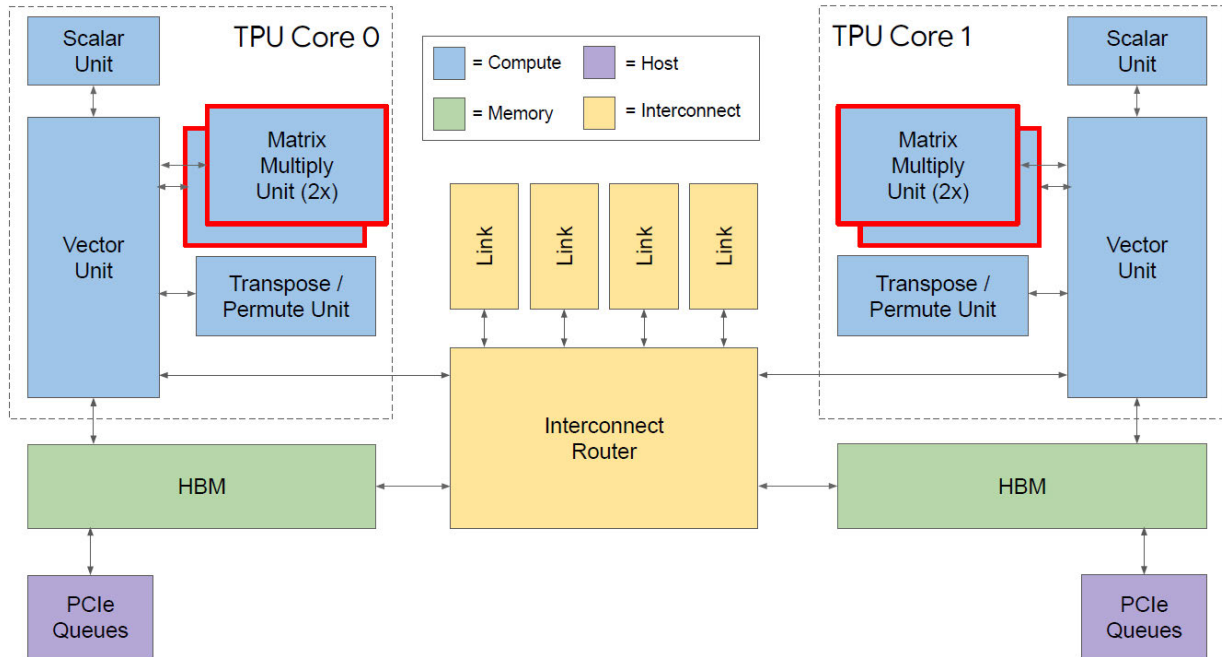 Scalar
Unit
TPU Core 0
= Compute
= Host
= Memory
= Interconnect
TPU Core 1
Scalar
Unit
Matrix
Multiply
Unit (2x)
Matrix
Multiply
Unit (2x)
Vector
Unit
Link
Link
Link
Link
Vector
Unit
Transpose /
Permute Unit
Transpose /
Permute Unit
Interconnect
Router
HBM
HBM
PCIe
Queues
PCIe
Queues